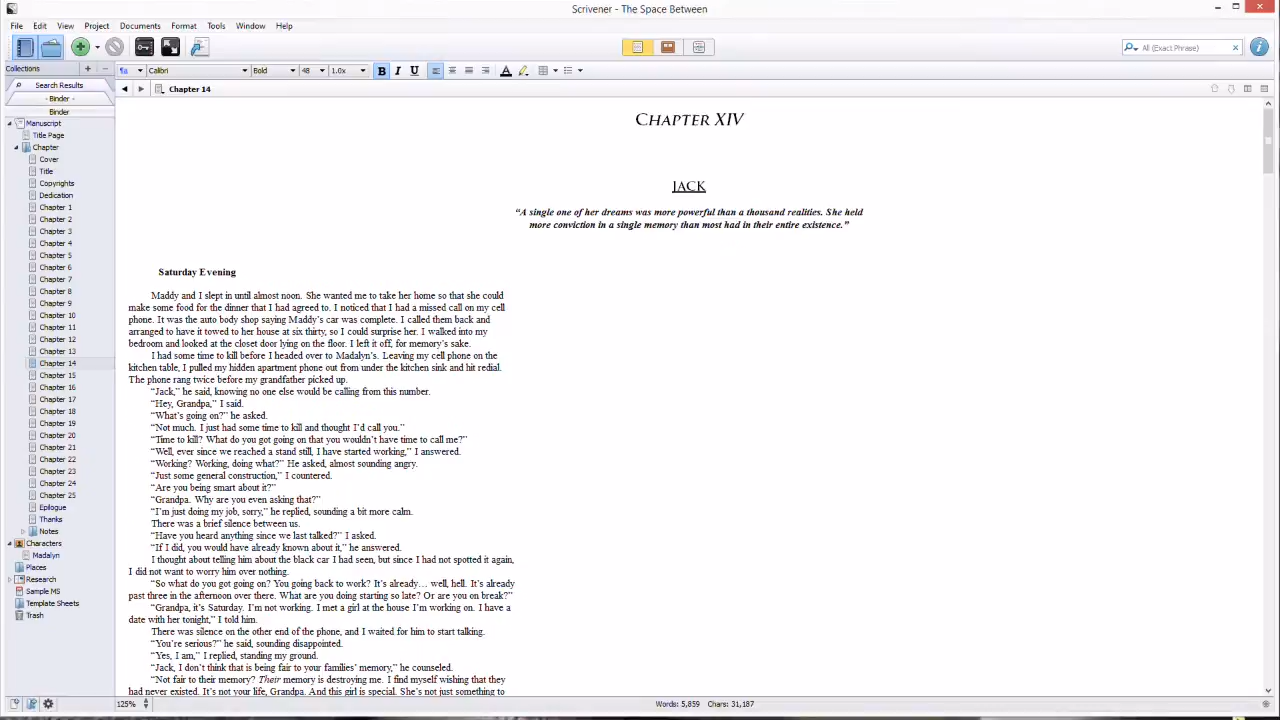 Scrivener - The Space Between
File Edit View Project Documents Format Tools Window Help
All (Exact Phrase)
Collections
Calibri Bold 48 1.0x B I U A
Search Results
- Binder -
Binder
Chapter 14
Manuscript
Title Page
Chapter
Cover
Title
Copyrights
Dedication
Chapter 1
Chapter 2
Chapter 3
Chapter 4
Chapter 5
Chapter 6
Chapter 7
Chapter 8
Chapter 9
Chapter 10
Chapter 11
Chapter 12
Chapter 13
Chapter 14
Chapter 15
Chapter 16
Chapter 17
Chapter 18
Chapter 19
Chapter 20
Chapter 21
Chapter 22
Chapter 23
Chapter 24
Chapter 25
Epilogue
Thanks
Notes
Characters
Madalyn
Places
Research
Sample MS
Template Sheets
Trash
Chapter XIV
JACK
“A single one of her dreams was more powerful than a thousand realities. She held
more conviction in a single memory than most had in their entire existence.”
Saturday Evening
Maddy and I slept in until almost noon. She wanted me to take her home so that she could
make some food for the dinner that I had agreed to. I noticed that I had a missed call on my cell
phone. It was the auto body shop saying Maddy’s car was complete. I called them back and
arranged to have it towed to her house at six thirty, so I could surprise her. I walked into my
bedroom and looked at the closet door lying on the floor. I left it off, for memory’s sake.
I had some time to kill before I headed over to Madalyn’s. Leaving my cell phone on the
kitchen table, I pulled my hidden apartment phone out from under the kitchen sink and hit redial.
The phone rang twice before my grandfather picked up.
“Jack,” he said, knowing no one else would be calling from this number.
“Hey, Grandpa,” I said.
“What’s going on?” he asked.
“Not much. I just had some time to kill and thought I’d call you.”
“Time to kill? What do you got going on that you wouldn’t have time to call me?”
“Well, ever since we reached a stand still, I have started working,” I answered.
“Working? Working, doing what?” He asked, almost sounding angry.
“Just some general construction,” I countered.
“Are you being smart about it?”
“Grandpa. Why are you even asking that?”
“I’m just doing my job, sorry,” he replied, sounding a bit more calm.
There was a brief silence between us.
“Have you heard anything since we last talked?” I asked.
“If I did, you would have already known about it,” he answered.
I thought about telling him about the black car I had seen, but since I had not spotted it again,
I did not want to worry him over nothing.
“So what do you got going on? You going back to work? It’s already… well, hell. It’s already
past three in the afternoon over there. What are you doing starting so late? Or are you on break?”
“Grandpa, it’s Saturday. I’m not working. I met a girl at the house I’m working on. I have a
date with her tonight,” I told him.
There was silence on the other end of the phone, and I waited for him to start talking.
“You’re serious?” he said, sounding disappointed.
“Yes, I am,” I replied, standing my ground.
“Jack, I don’t think that is being fair to your families’ memory,” he counseled.
“Not fair to their memory? Their memory is destroying me. I find myself wishing that they
had never existed. It’s not your life, Grandpa. And this girl is special. She’s not just something to
125%
Words: 5,859 Chars: 31,187